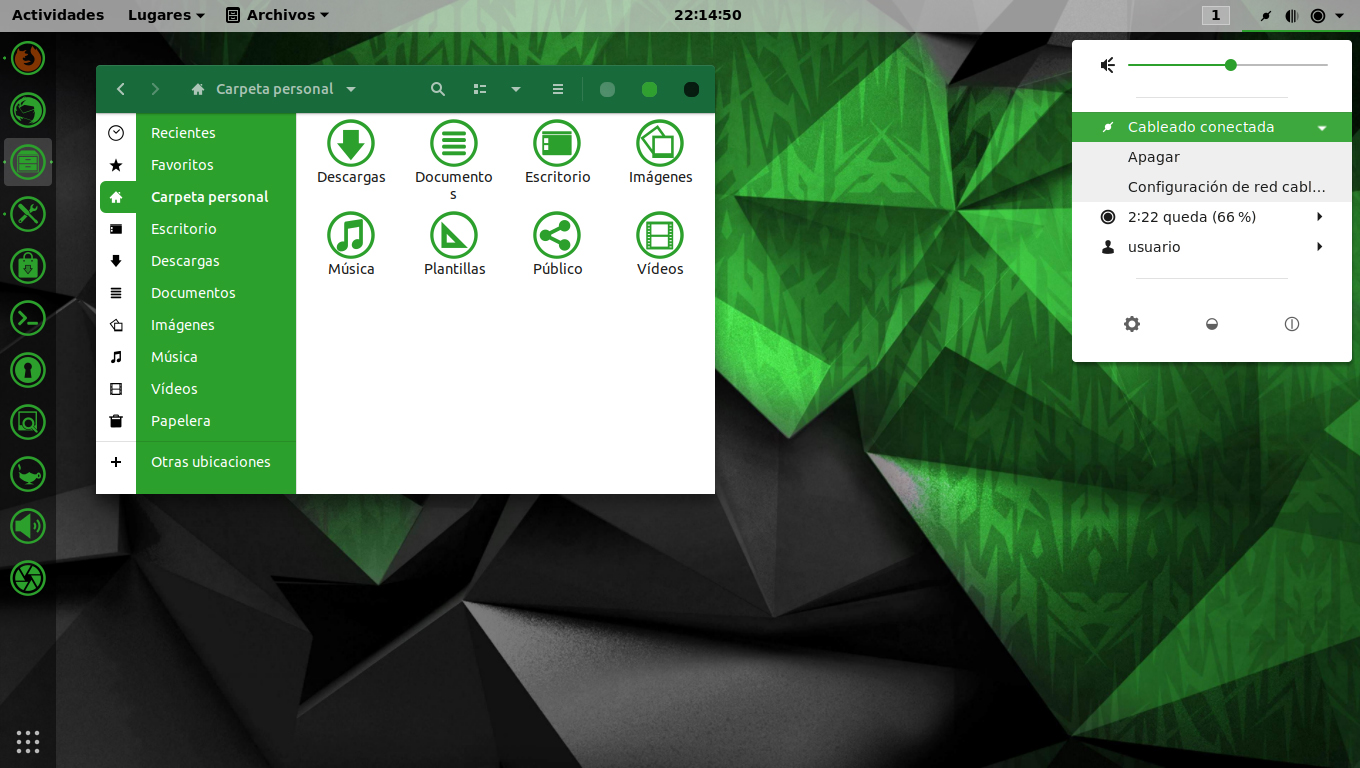 Actividades Lugares Archivos 22:14:50 1
Carpeta personal
Recientes
Favoritos
Carpeta personal
Escritorio
Descargas
Documentos
Imágenes
Música
Vídeos
Papelera
Otras ubicaciones
Descargas
Documento
s
Escritorio
Imágenes
Música
Plantillas
Público
Vídeos
Cableado conectada
Apagar
Configuración de red cabl…
2:22 queda (66 %)
usuario